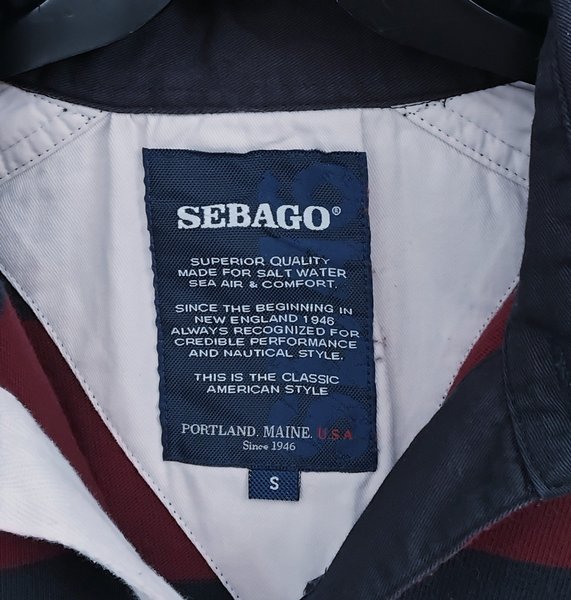 SEBAGO®
SUPERIOR QUALITY
MADE FOR SALT WATER
SEA AIR & COMFORT.
SINCE THE BEGINNING IN
NEW ENGLAND 1946
ALWAYS RECOGNIZED FOR
CREDIBLE PERFORMANCE
AND NAUTICAL STYLE.
THIS IS THE CLASSIC
AMERICAN STYLE
PORTLAND. MAINE. U.S.A
Since 1946
S